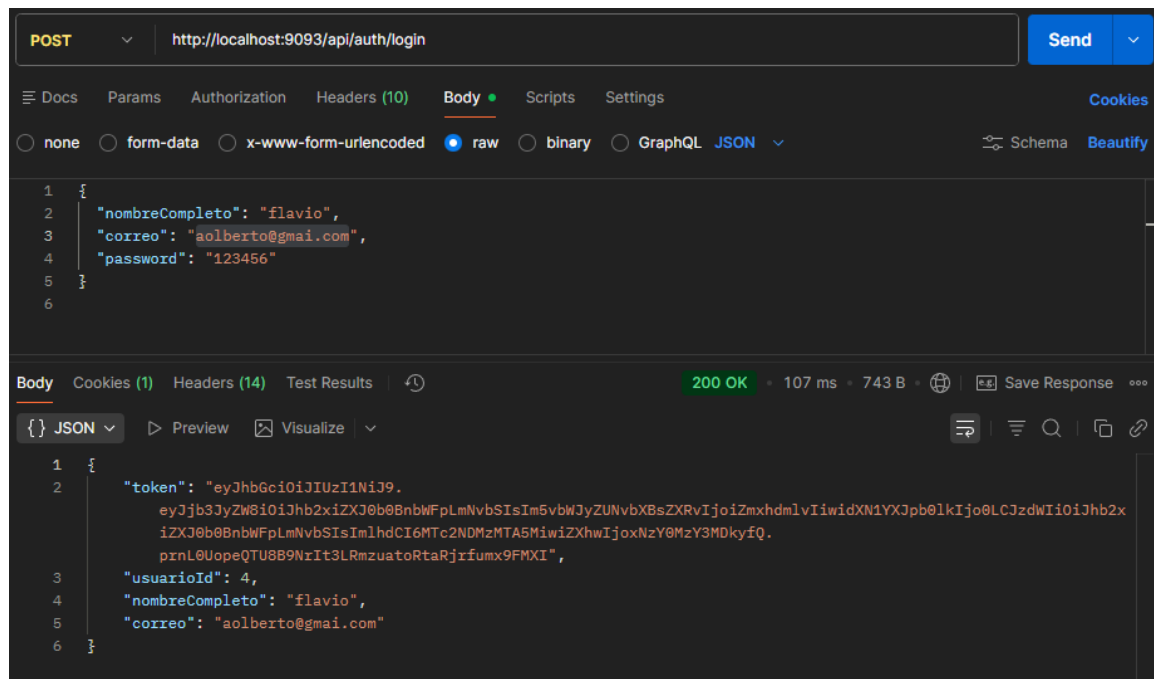 POST http://localhost:9093/api/auth/login Send
Docs Params Authorization Headers (10) Body Scripts Settings Cookies
none form-data x-www-form-urlencoded raw binary GraphQL JSON Schema Beautify
1 {
2 "nombreCompleto": "flavio",
3 "correo": "aolberto@gmai.com",
4 "password": "123456"
5 }
6
Body Cookies (1) Headers (14) Test Results 200 OK • 107 ms • 743 B • e.g. Save Response
{} JSON Preview Visualize
1 {
2 "token": "eyJhbGciOiJIUzI1NiJ9.
eyJjb3JyZW8iOiJhb2xiZXJ0b0BnbWFpLmNvbSIsIm5vbWJyZUNvbXBsZXRvIjoiZmxhdmlvIiwidXN1YXJpb0lkIjo0LCJzdWIiOiJhb2x
iZXJ0b0BnbWFpLmNvbSIsImlhdCI6MTc2NDMzMTA5MiwiZXhwIjoxNzY0MzY3MDkyfQ.
prnL0UopeQTU8B9NrIt3LRmzuatoRtaRjrfumx9FMXI",
3 "usuarioId": 4,
4 "nombreCompleto": "flavio",
5 "correo": "aolberto@gmai.com"
6 }